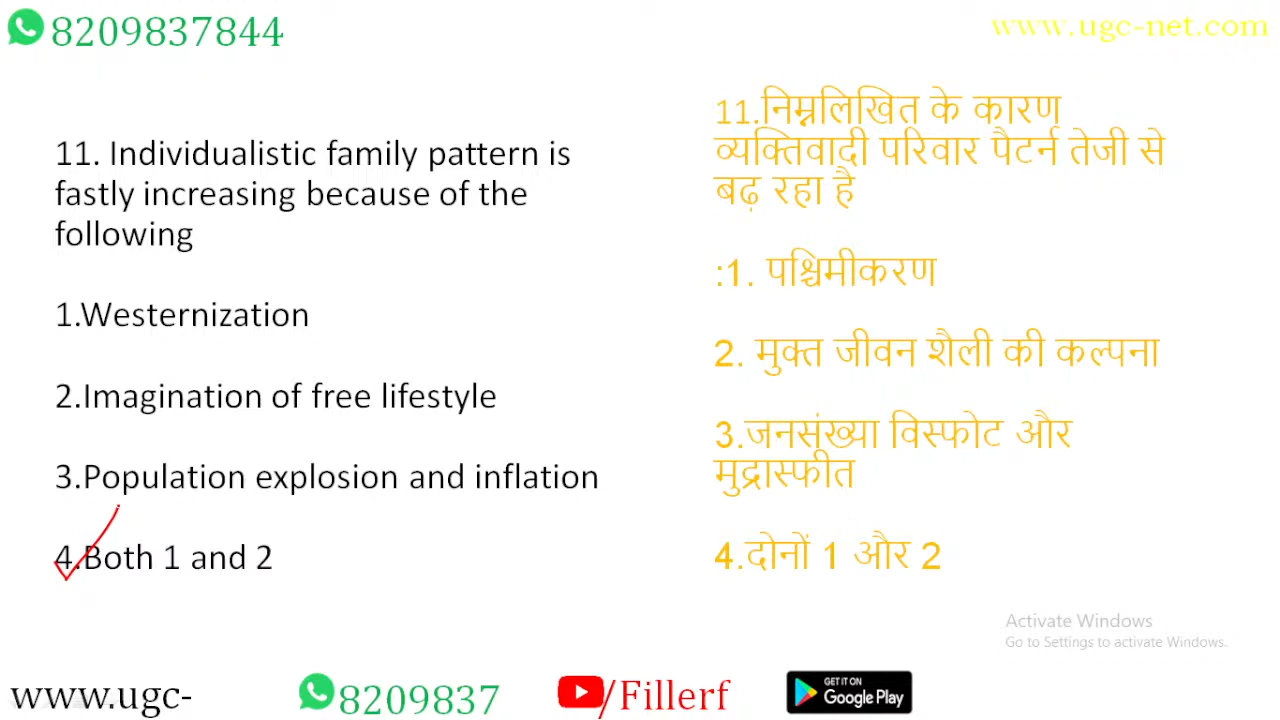 8209837844
www.ugc-net.com
11. Individualistic family pattern is
fastly increasing because of the
following
1.Westernization
2.Imagination of free lifestyle
3.Population explosion and inflation
4.Both 1 and 2
11.निम्नलिखित के कारण
व्यक्तिवादी परिवार पैटर्न तेजी से
बढ़ रहा है
:1. पश्चिमीकरण
2. मुक्त जीवन शैली की कल्पना
3.जनसंख्या विस्फोट और
मुद्रास्फीत
4.दोनों 1 और 2
Activate Windows
Go to Settings to activate Windows.
www.ugc-
8209837
/Fillerf
GET IT ON
Google Play